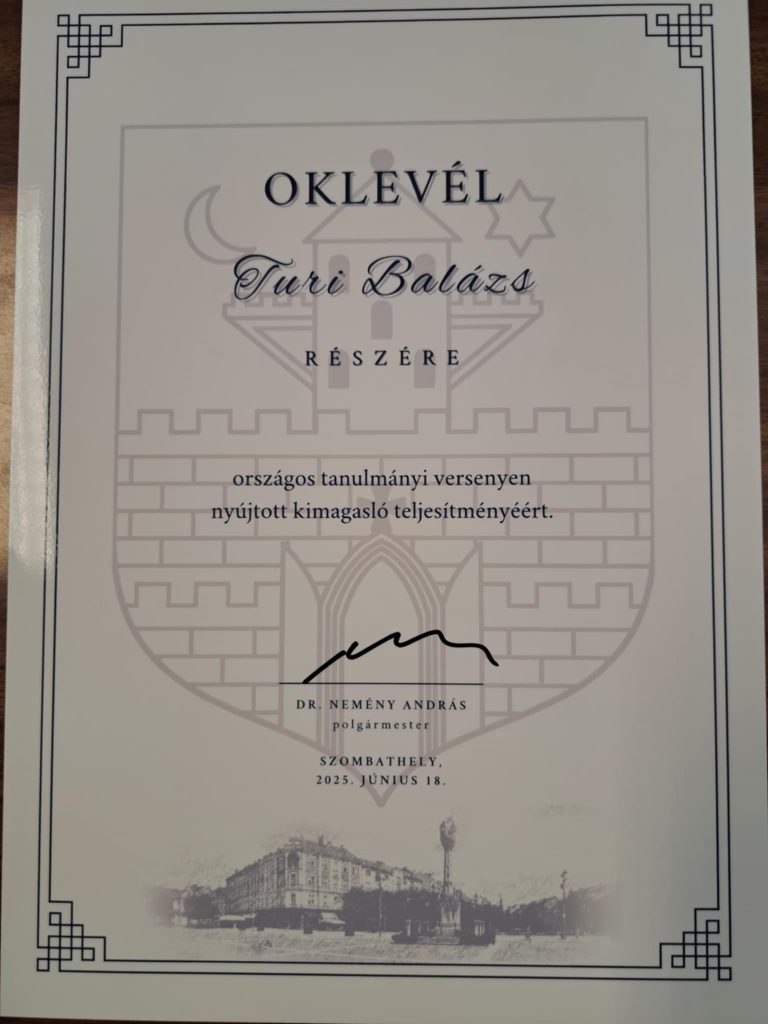 OKLEVÉL
Turi Balázs
RÉSZÉRE
országos tanulmányi versenyen
nyújtott kimagasló teljesítményéért.
DR. NEMÉNY ANDRÁS
polgármester
SZOMBATHELY,
2025. JÚNIUS 18.